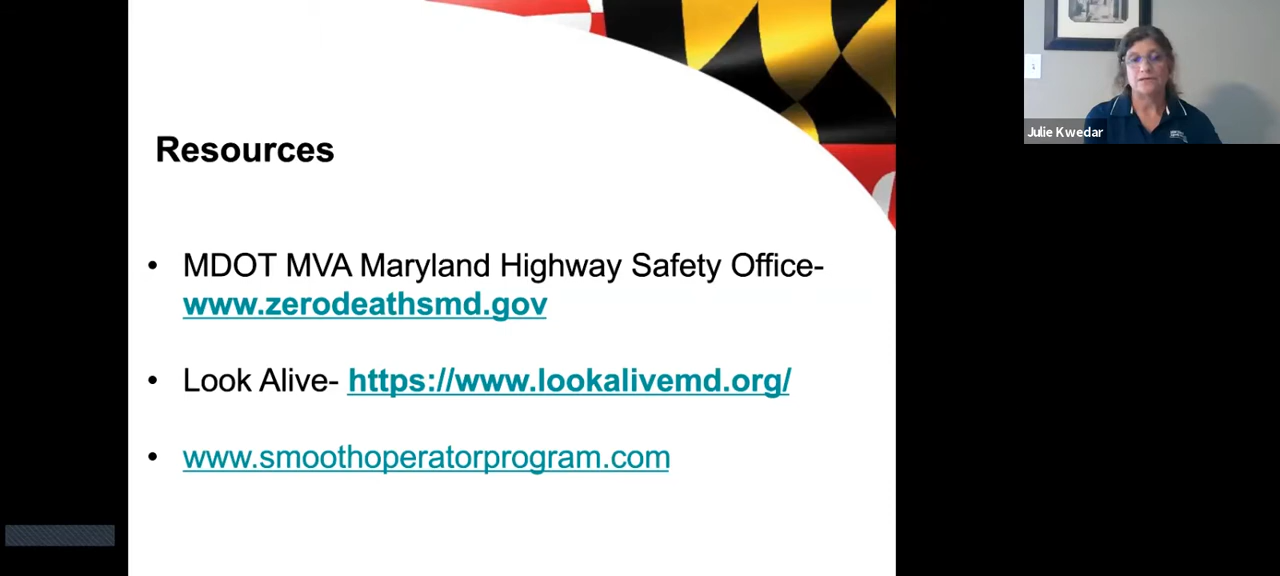 Resources
• MDOT MVA Maryland Highway Safety Office-
www.zerodeathsmd.gov
• Look Alive- https://www.lookalivemd.org/
• www.smoothoperatorprogram.com
Julie Kwedar